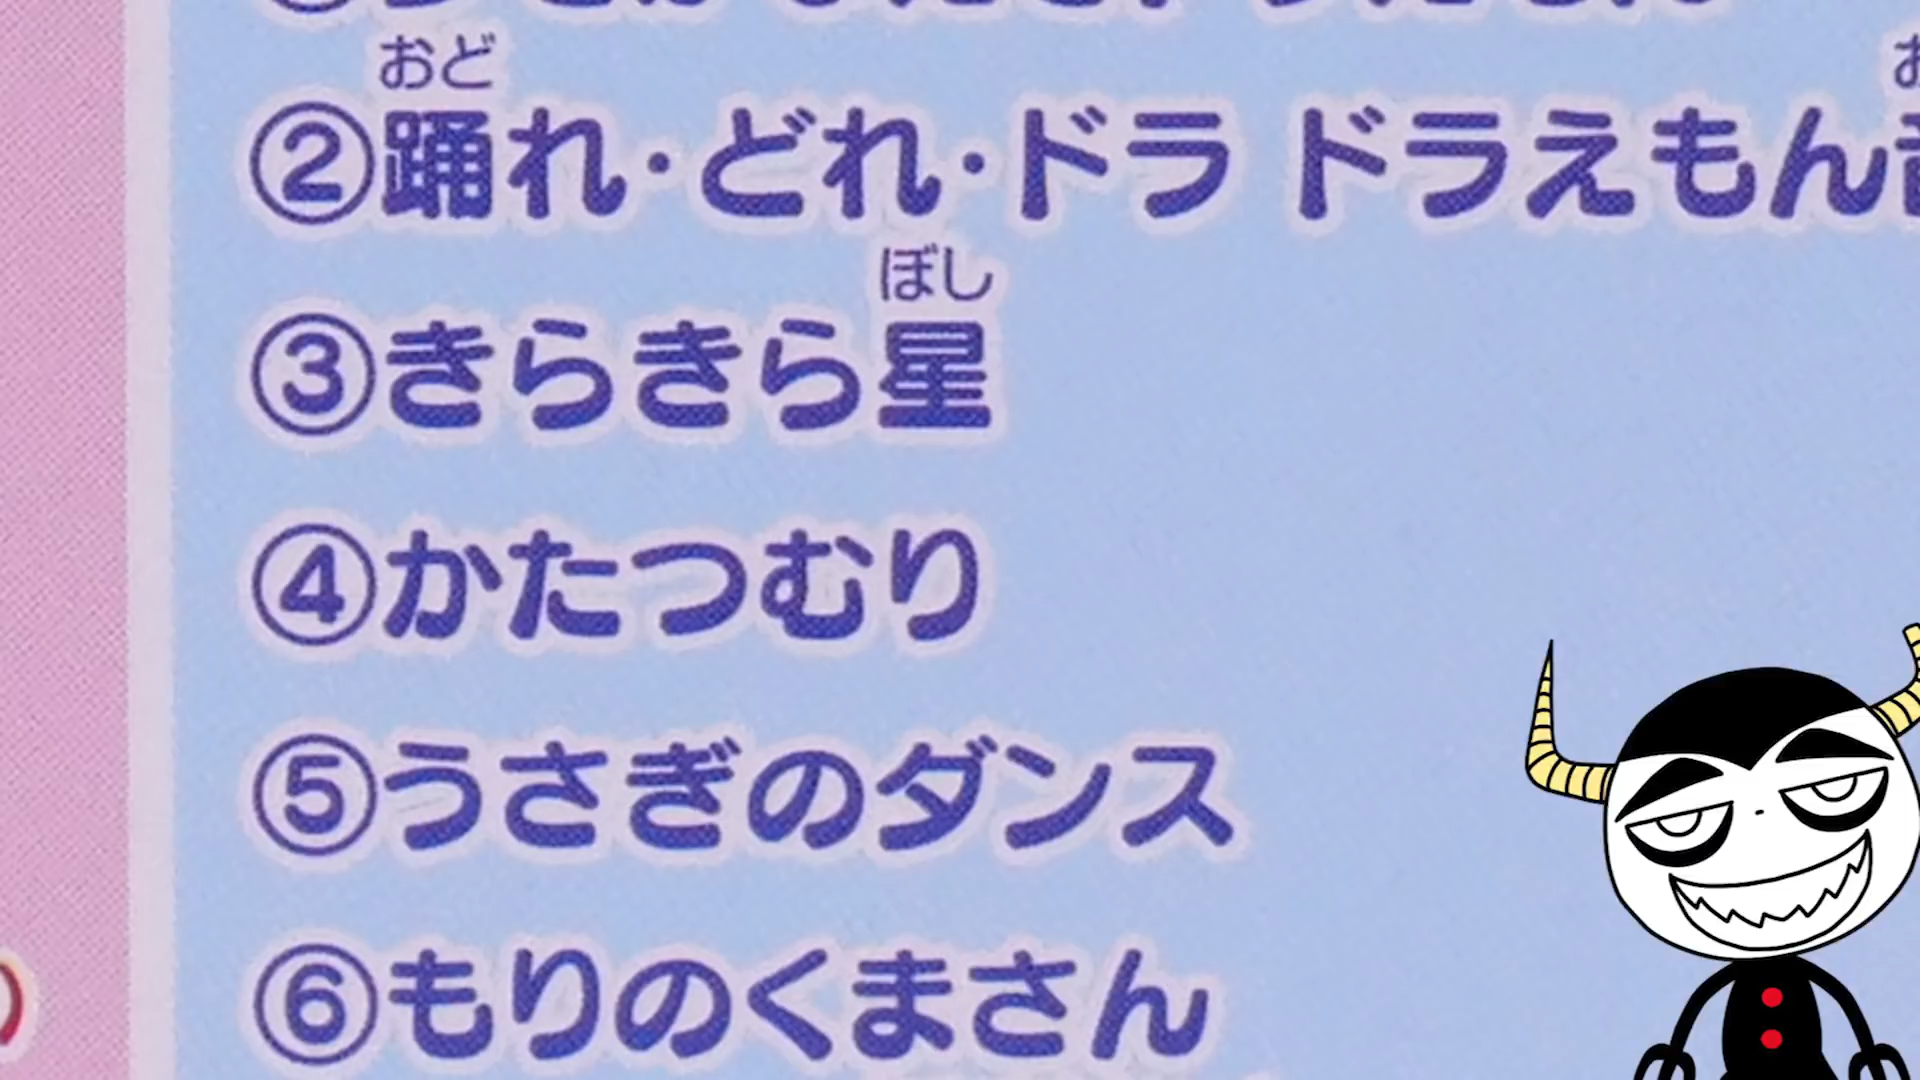 おど
②踊れ・どれ・ドラ ドラえもん
ぼし
③きらきら星
④かたつむり
⑤うさぎのダンス
⑥もりのくまさん